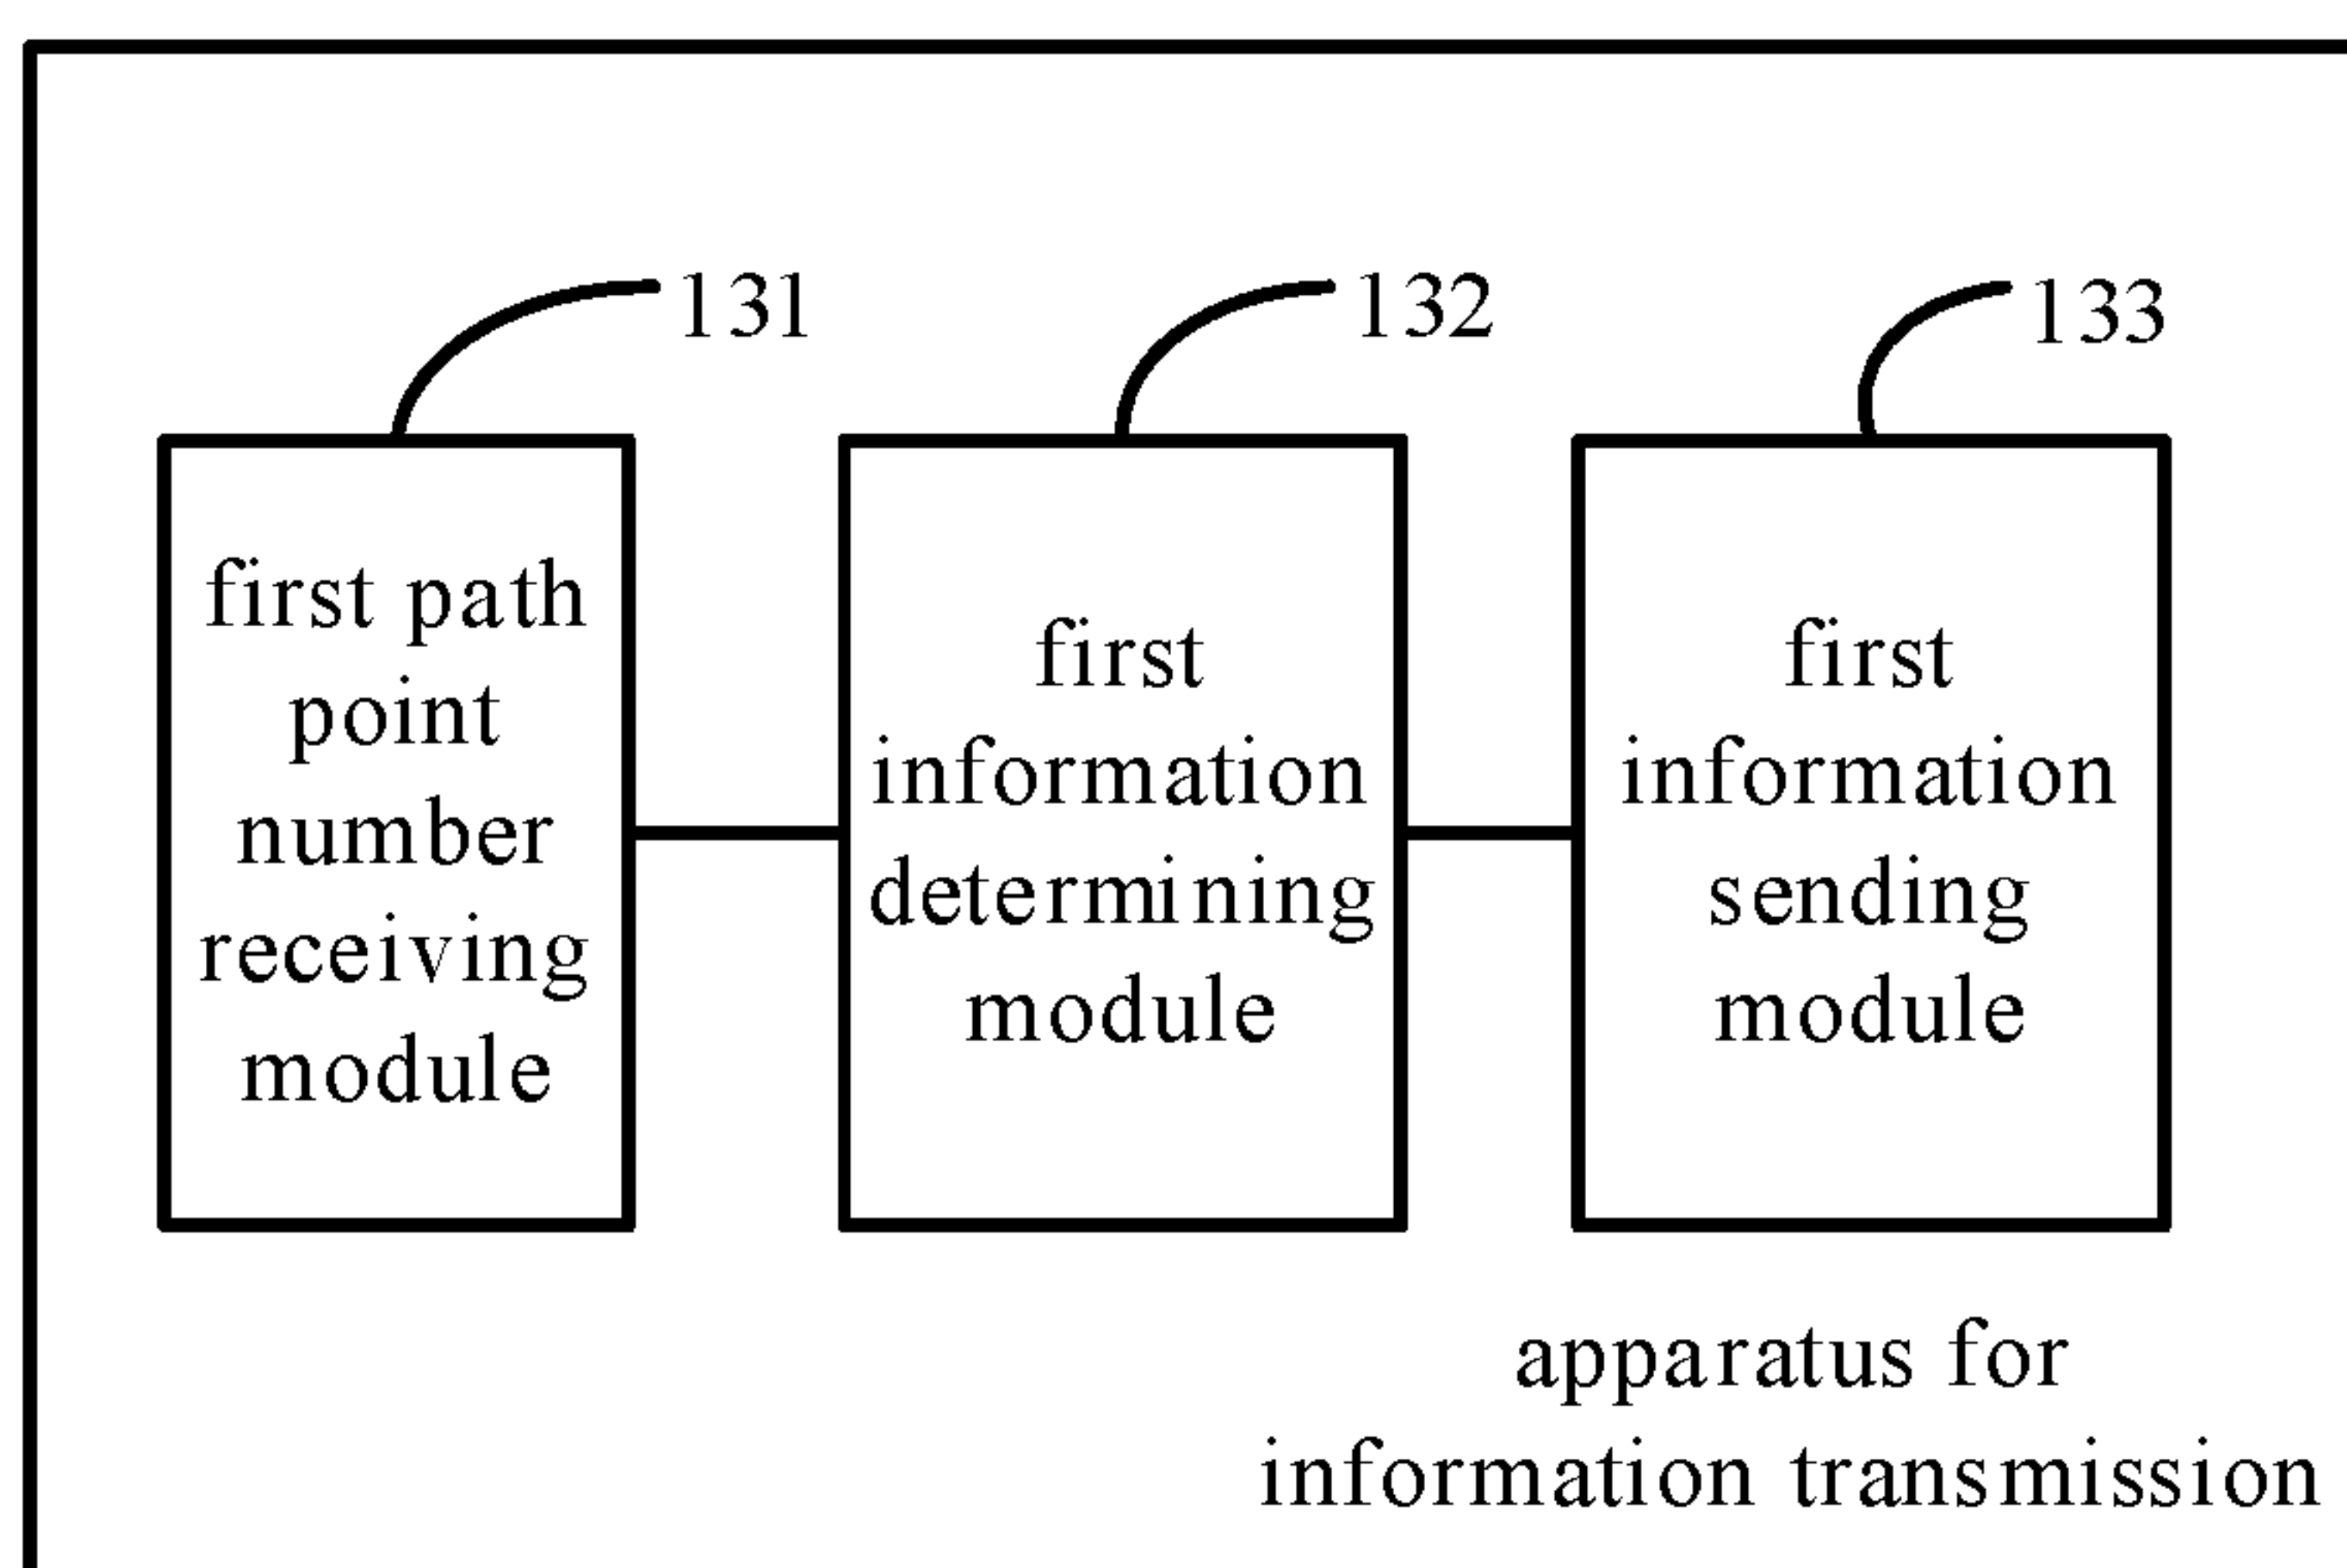 131
132
133
first path
point
number
receiving
module
first
information
determining
module
first
information
sending
module
apparatus for
information transmission